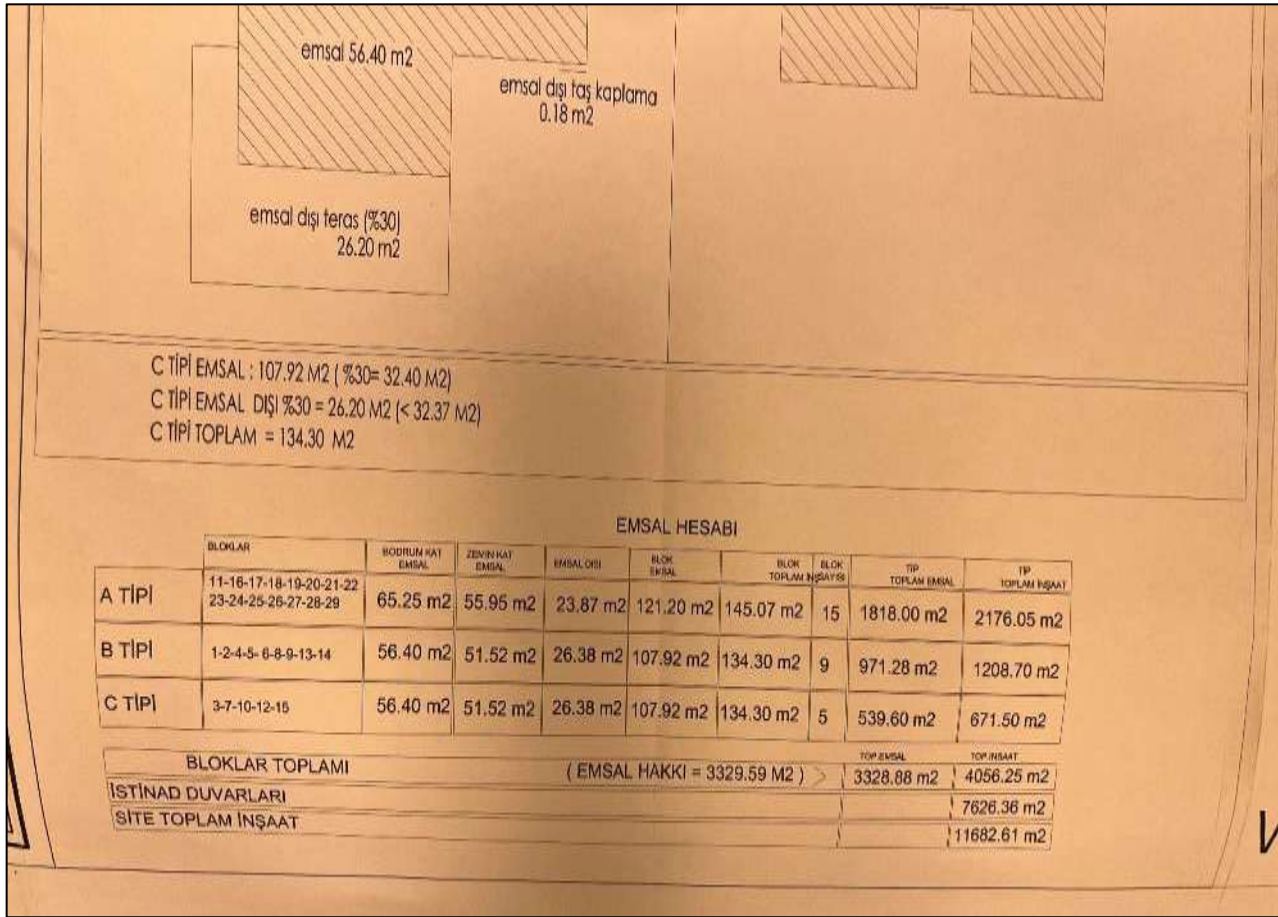 emsal 56.40 m2
emsal dışı taş kaplama
0.18 m2
emsal dışı teras (%30)
26.20 m2
C TİPİ EMSAL : 107.92 M2 ( %30= 32.40 M2)
C TİPİ EMSAL DIŞI %30 = 26.20 M2 (< 32.37 M2)
C TİPİ TOPLAM = 134.30 M2
EMSAL HESABI
BLOKLAR BODRUN KAT EMSAL ZEMİN KAT EMSAL EMSAL DIŞI BLOK EMSAL BLOK TOPLAM İNŞ. BLOK SAYISI TİP TOPLAM EMSAL TİP TOPLAM İNŞAAT
A TİPİ 11-16-17-18-19-20-21-22 65.25 m2 55.95 m2 23.87 m2 121.20 m2 145.07 m2 15 1818.00 m2 2176.05 m2
23-24-25-26-27-28-29
B TİPİ 1-2-4-5- 6-8-9-13-14 56.40 m2 51.52 m2 26.38 m2 107.92 m2 134.30 m2 9 971.28 m2 1208.70 m2
C TİPİ 3-7-10-12-15 56.40 m2 51.52 m2 26.38 m2 107.92 m2 134.30 m2 5 539.60 m2 671.50 m2
TOP.EMSAL TOP.İNŞAAT
BLOKLAR TOPLAMI ( EMSAL HAKKI = 3329.59 M2 ) > 3328.88 m2 4056.25 m2
İSTİNAD DUVARLARI 7626.36 m2
SİTE TOPLAM İNŞAAT 11682.61 m2